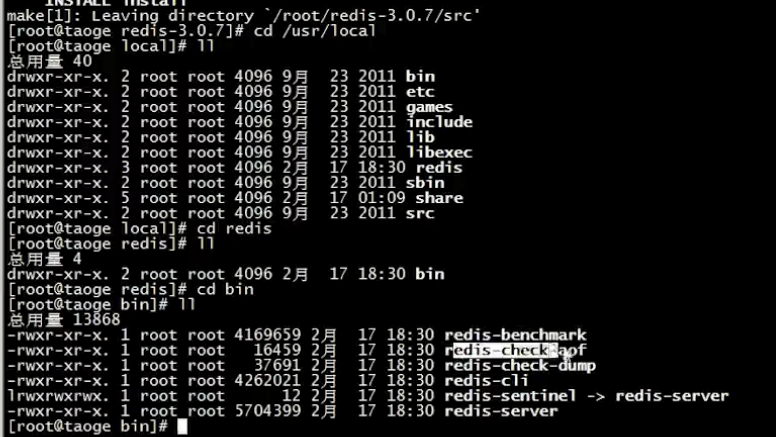 INSTALL install
make[1]: Leaving directory `/root/redis-3.0.7/src'
[root@taoge redis-3.0.7]# cd /usr/local
[root@taoge local]# ll
总用量 40
drwxr-xr-x. 2 root root 4096 9月 23 2011 bin
drwxr-xr-x. 2 root root 4096 9月 23 2011 etc
drwxr-xr-x. 2 root root 4096 9月 23 2011 games
drwxr-xr-x. 2 root root 4096 9月 23 2011 include
drwxr-xr-x. 2 root root 4096 9月 23 2011 lib
drwxr-xr-x. 2 root root 4096 9月 23 2011 libexec
drwxr-xr-x. 3 root root 4096 2月 17 18:30 redis
drwxr-xr-x. 2 root root 4096 9月 23 2011 sbin
drwxr-xr-x. 5 root root 4096 2月 17 01:09 share
drwxr-xr-x. 2 root root 4096 9月 23 2011 src
[root@taoge local]# cd redis
[root@taoge redis]# ll
总用量 4
drwxr-xr-x. 2 root root 4096 2月 17 18:30 bin
[root@taoge redis]# cd bin
[root@taoge bin]# ll
总用量 13868
-rwxr-xr-x. 1 root root 4169659 2月 17 18:30 redis-benchmark
-rwxr-xr-x. 1 root root 16459 2月 17 18:30 redis-check-aof
-rwxr-xr-x. 1 root root 37691 2月 17 18:30 redis-check-dump
-rwxr-xr-x. 1 root root 4262021 2月 17 18:30 redis-cli
lrwxrwxrwx. 1 root root 12 2月 17 18:30 redis-sentinel -> redis-server
-rwxr-xr-x. 1 root root 5704399 2月 17 18:30 redis-server
[root@taoge bin]#